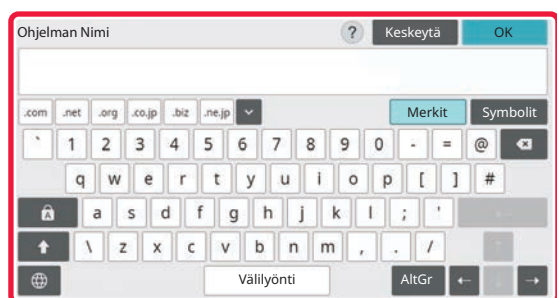 Ohjelman Nimi ? Keskeytä OK
.com .net .org .co.jp .biz .ne.jp Merkit Symbolit
` 1 2 3 4 5 6 7 8 9 0 - = @
q w e r t y u i o p [ ] #
A a s d f g h j k l ; '
\ z x c v b n m , . /
Välilyönti AltGr ← ↓ →